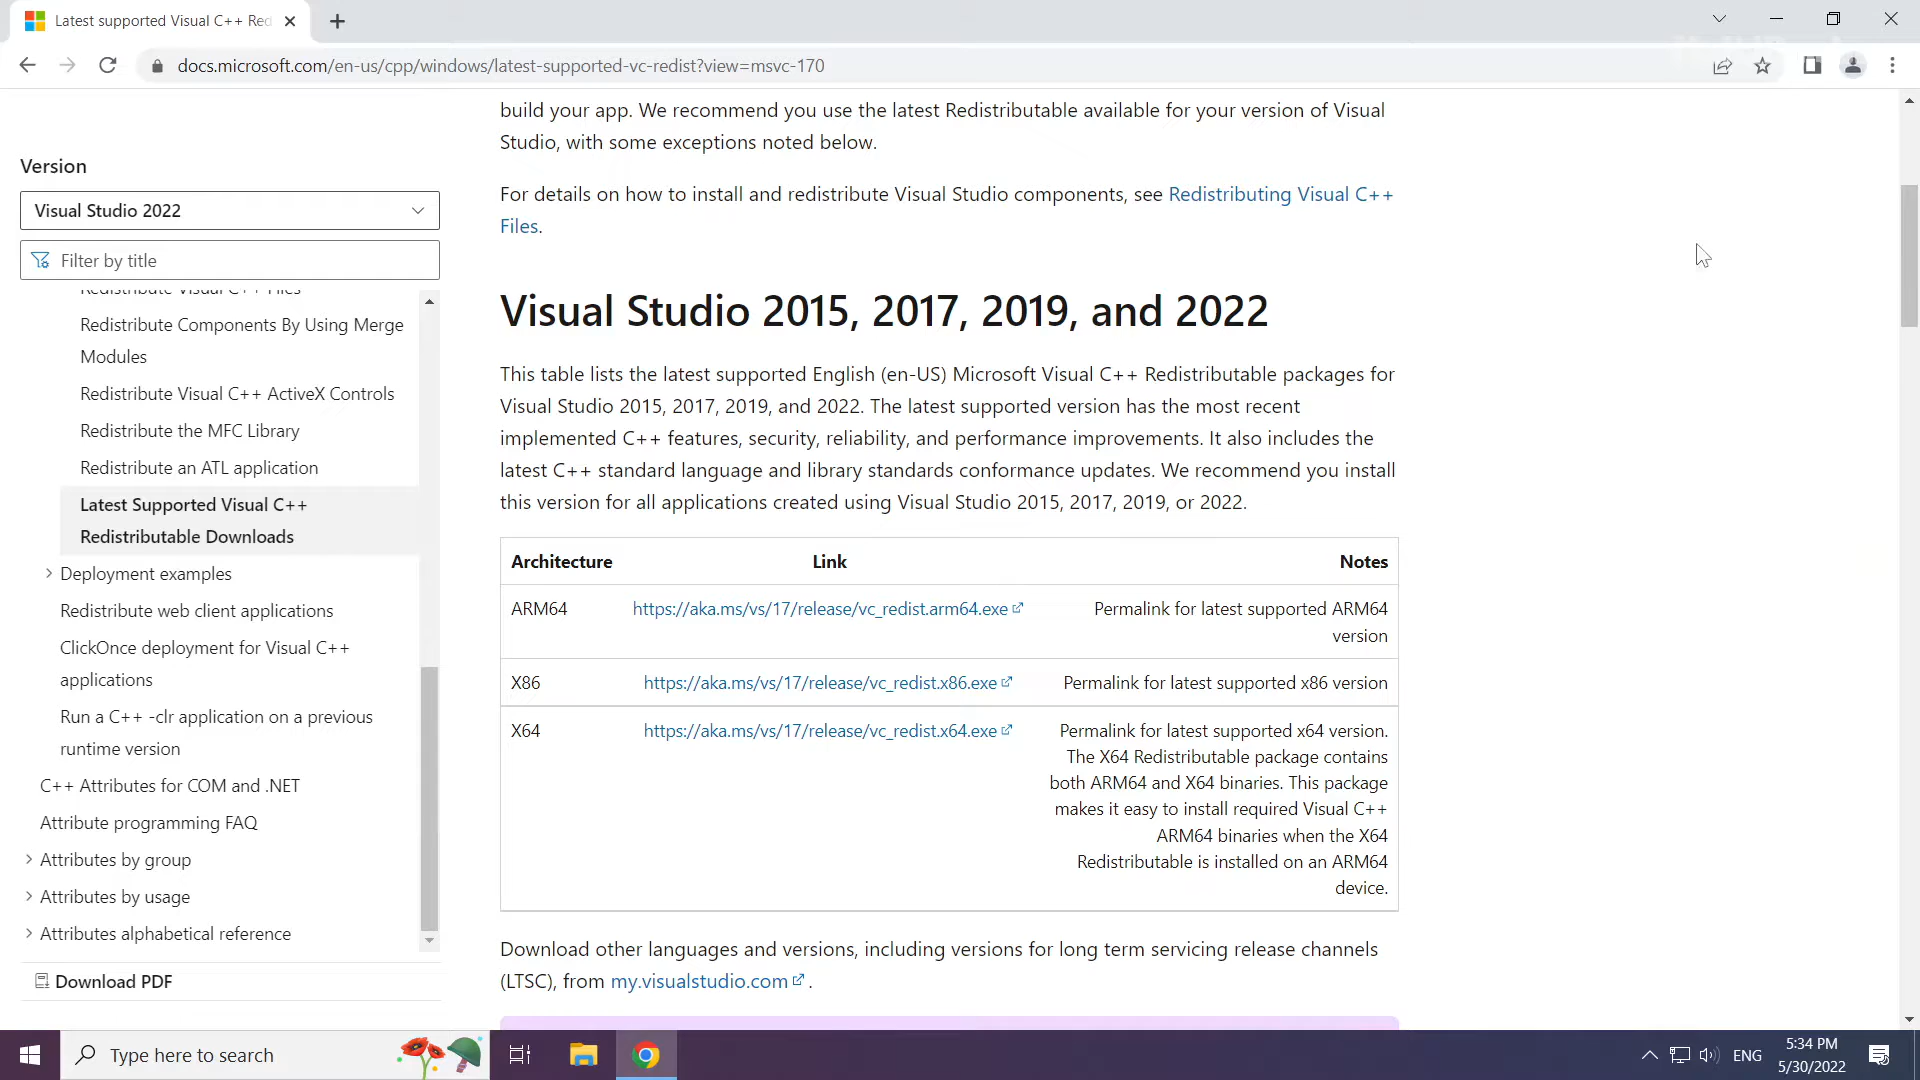 Latest supported Visual C++ Red
docs.microsoft.com/en-us/cpp/windows/latest-supported-vc-redist?view=msvc-170
build your app. We recommend you use the latest Redistributable available for your version of Visual
Studio, with some exceptions noted below.
For details on how to install and redistribute Visual Studio components, see Redistributing Visual C++
Files.
Version
Visual Studio 2022
Filter by title
Redistribute Visual C++ Files
Redistribute Components By Using Merge
Modules
Redistribute Visual C++ ActiveX Controls
Redistribute the MFC Library
Redistribute an ATL application
Latest Supported Visual C++
Redistributable Downloads
Deployment examples
Redistribute web client applications
ClickOnce deployment for Visual C++
applications
Run a C++ -clr application on a previous
runtime version
C++ Attributes for COM and .NET
Attribute programming FAQ
Attributes by group
Attributes by usage
Attributes alphabetical reference
Download PDF
Visual Studio 2015, 2017, 2019, and 2022
This table lists the latest supported English (en-US) Microsoft Visual C++ Redistributable packages for
Visual Studio 2015, 2017, 2019, and 2022. The latest supported version has the most recent
implemented C++ features, security, reliability, and performance improvements. It also includes the
latest C++ standard language and library standards conformance updates. We recommend you install
this version for all applications created using Visual Studio 2015, 2017, 2019, or 2022.
Architecture Link Notes
ARM64 https://aka.ms/vs/17/release/vc_redist.arm64.exe Permalink for latest supported ARM64
version
X86 https://aka.ms/vs/17/release/vc_redist.x86.exe Permalink for latest supported x86 version
X64 https://aka.ms/vs/17/release/vc_redist.x64.exe Permalink for latest supported x64 version.
The X64 Redistributable package contains
both ARM64 and X64 binaries. This package
makes it easy to install required Visual C++
ARM64 binaries when the X64
Redistributable is installed on an ARM64
device.
Download other languages and versions, including versions for long term servicing release channels
(LTSC), from my.visualstudio.com .
Type here to search
ENG
5:34 PM
5/30/2022